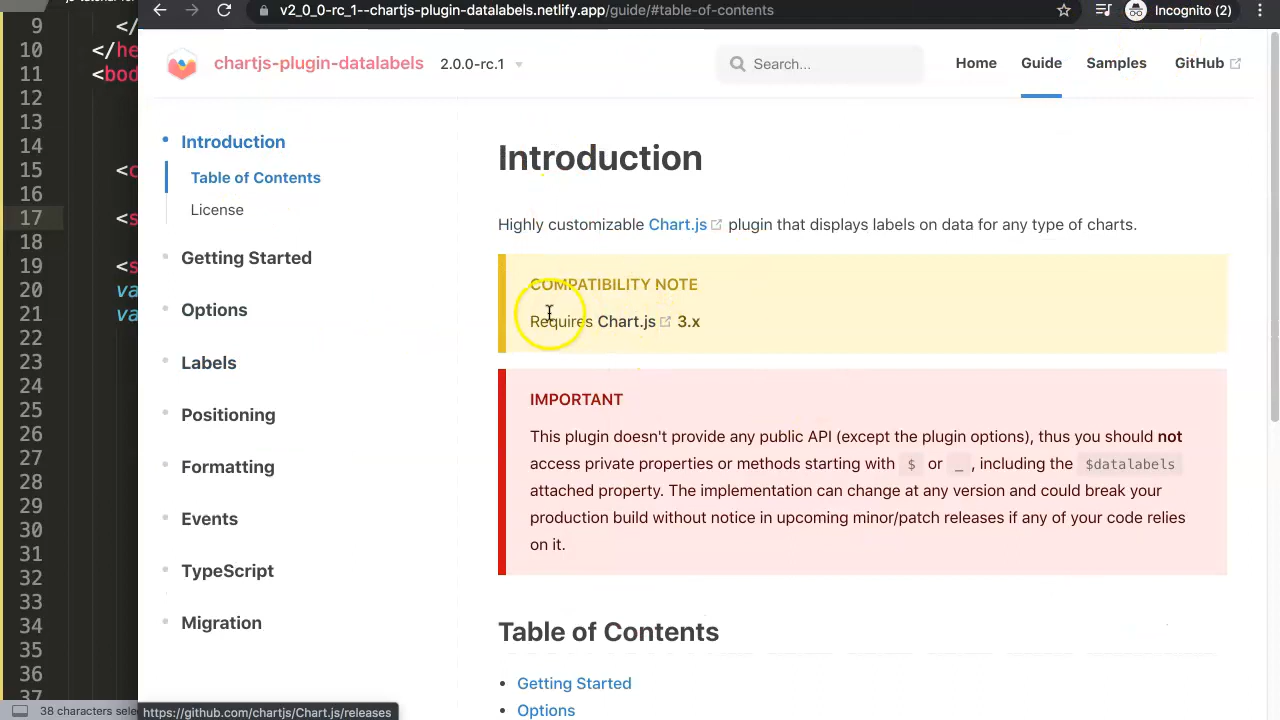 v2_0_0-rc_1--chartjs-plugin-datalabels.netlify.app/guide/#table-of-contents
Incognito (2)
chartjs-plugin-datalabels
2.0.0-rc.1
Search...
Home
Guide
Samples
GitHub
9 </
10 </he
11 <bod
12
13
14
15 <c
16
17 <s
18
19 <s
20 va
21 va
22
23
24
25
26
27
28
29
30
31
32
33
34
35
36
37
Introduction
Table of Contents
License
Getting Started
Options
Labels
Positioning
Formatting
Events
TypeScript
Migration
Introduction
Highly customizable Chart.js plugin that displays labels on data for any type of charts.
COMPATIBILITY NOTE
Requires Chart.js 3.x
IMPORTANT
This plugin doesn't provide any public API (except the plugin options), thus you should not
access private properties or methods starting with $ or _, including the $datalabels
attached property. The implementation can change at any version and could break your
production build without notice in upcoming minor/patch releases if any of your code relies
on it.
Table of Contents
Getting Started
Options
38 characters sele
https://github.com/chartjs/Chart.js/releases